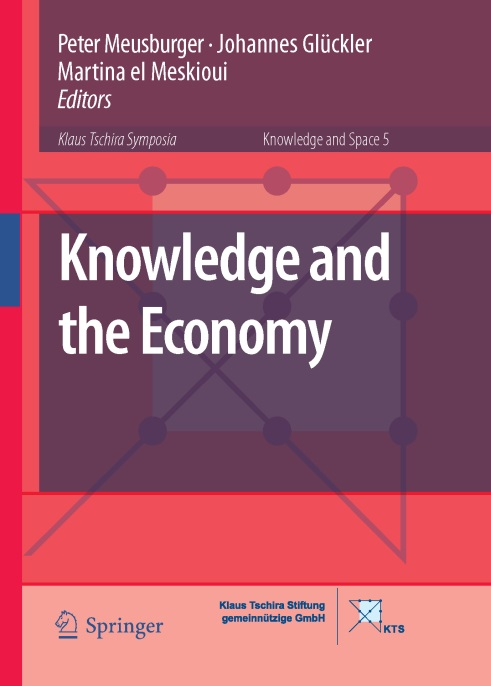 Peter Meusburger · Johannes Glückler
Martina el Meskioui
Editors
Klaus Tschira Symposia Knowledge and Space 5
Knowledge and
the Economy
Springer
Klaus Tschira Stiftung
gemeinnützige GmbH
KTS